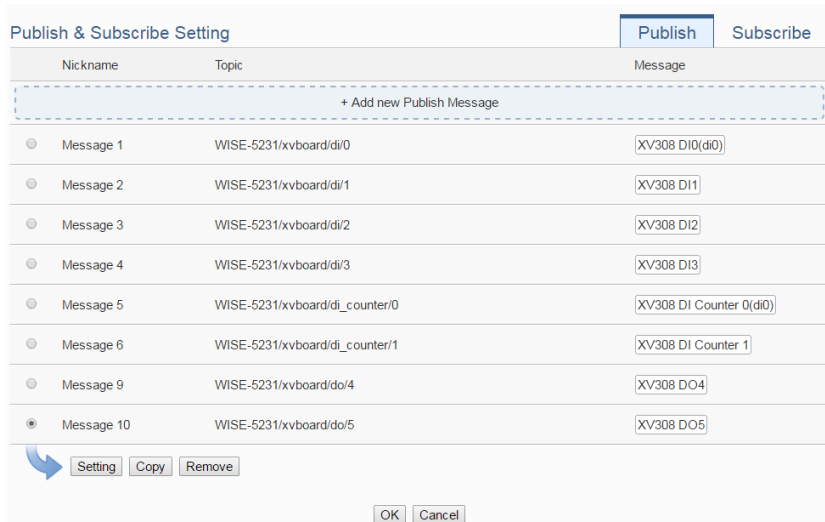 Publish & Subscribe Setting Publish Subscribe
Nickname Topic Message
+ Add new Publish Message
Message 1 WISE-5231/xvboard/di/0 XV308 DI0(di0)
Message 2 WISE-5231/xvboard/di/1 XV308 DI1
Message 3 WISE-5231/xvboard/di/2 XV308 DI2
Message 4 WISE-5231/xvboard/di/3 XV308 DI3
Message 5 WISE-5231/xvboard/di_counter/0 XV308 DI Counter 0(di0)
Message 6 WISE-5231/xvboard/di_counter/1 XV308 DI Counter 1
Message 9 WISE-5231/xvboard/do/4 XV308 DO4
Message 10 WISE-5231/xvboard/do/5 XV308 DO5
Setting Copy Remove
OK Cancel